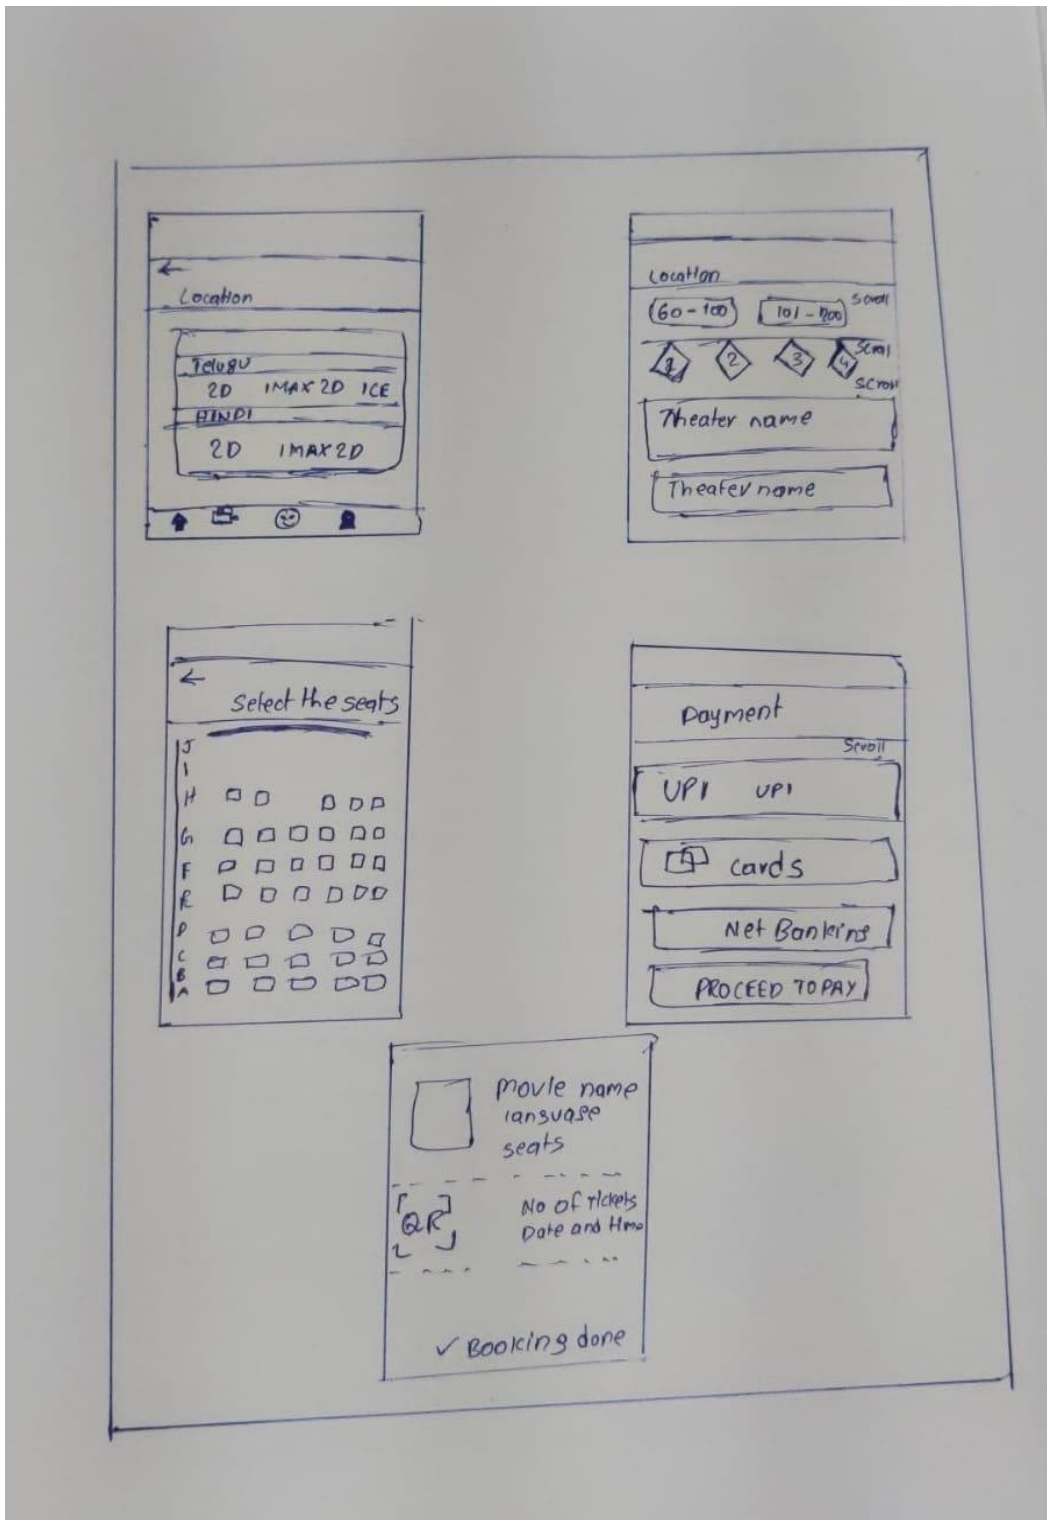 Location
Telugu
2D IMAX 2D ICE
HINDI
2D IMAX 2D
Location
60-100 101-200 Scroll
1 2 3 4 Scroll
Scroll
Theater name
Theater name
Select the seats
J
I
H
G
F
E
D
C
B
A
Payment
Scroll
UPI UPI
Cards
Net Banking
PROCEED TO PAY
Movie name
language
seats
QR
No of Tickets
Date and time
✓ Booking done